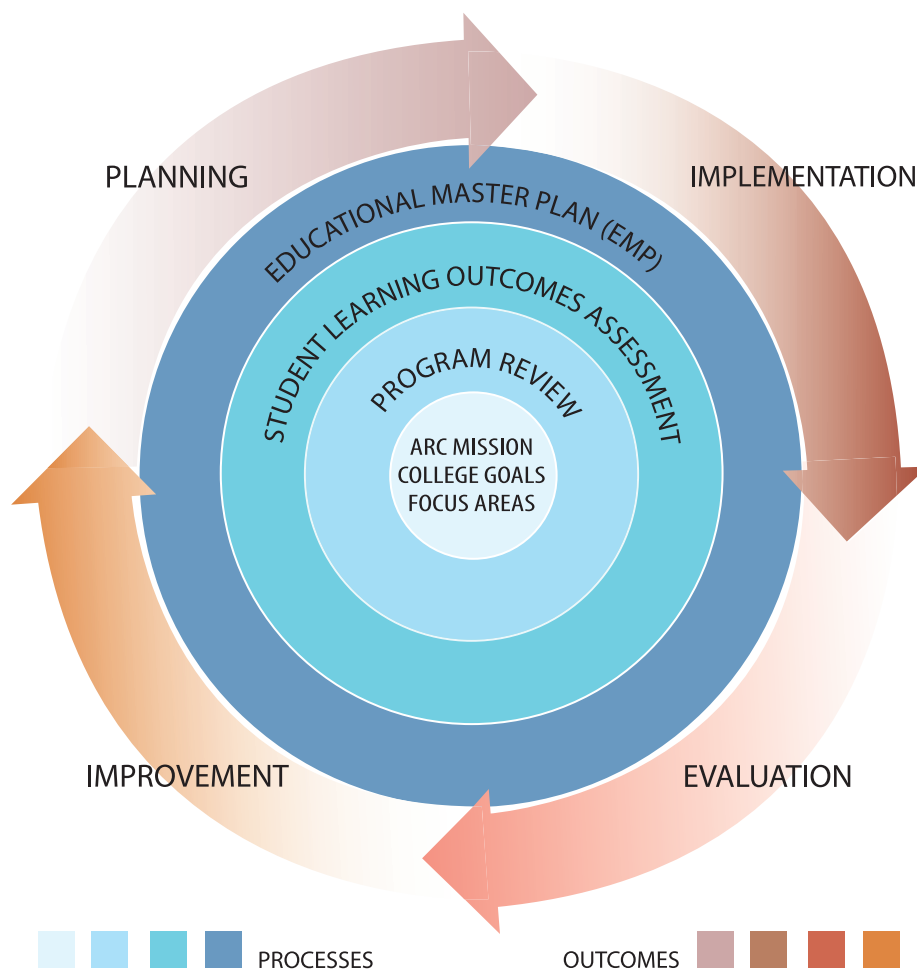 PLANNING
IMPLEMENTATION
EDUCATIONAL MASTER PLAN (EMP)
STUDENT LEARNING OUTCOMES ASSESSMENT
PROGRAM REVIEW
ARC MISSION
COLLEGE GOALS
FOCUS AREAS
IMPROVEMENT
EVALUATION
PROCESSES
OUTCOMES